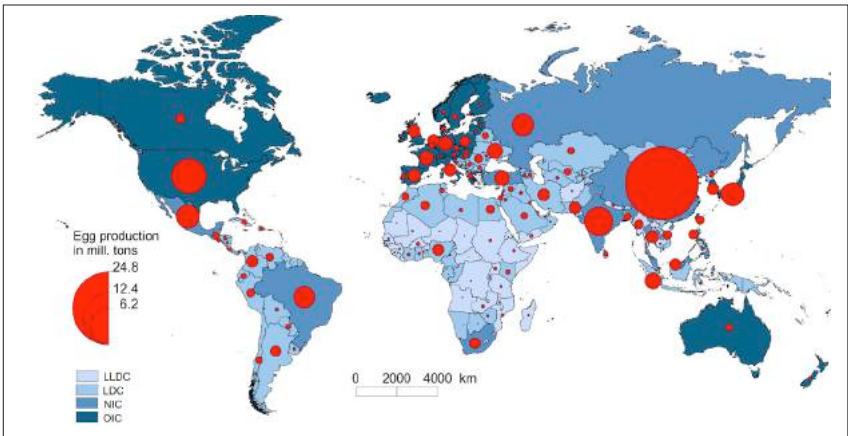 Egg production
in mill. tons
24.8
12.4
6.2
LLDC
LDC
NIC
OIC
0 2000 4000 km